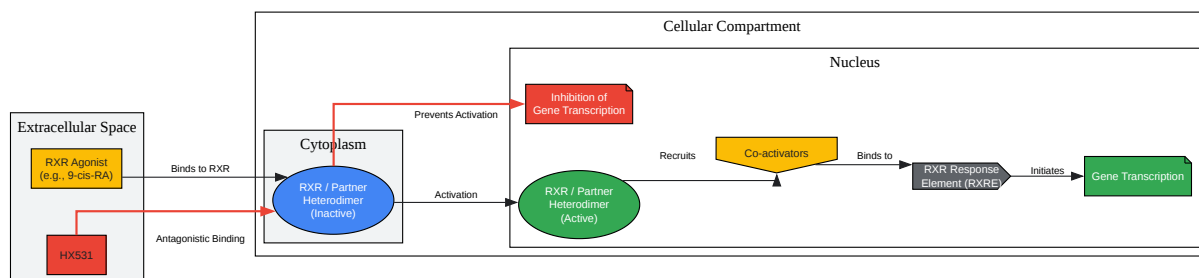 Cellular Compartment
Nucleus
Extracellular Space
Cytoplasm
RXR Agonist
(e.g., 9-cis-RA)
HX531
Binds to RXR
Antagonistic Binding
RXR / Partner
Heterodimer
(Inactive)
Prevents Activation
Inhibition of
Gene Transcription
Activation
RXR / Partner
Heterodimer
(Active)
Recruits
Co-activators
Binds to
RXR Response
Element (RXRE)
Initiates
Gene Transcription